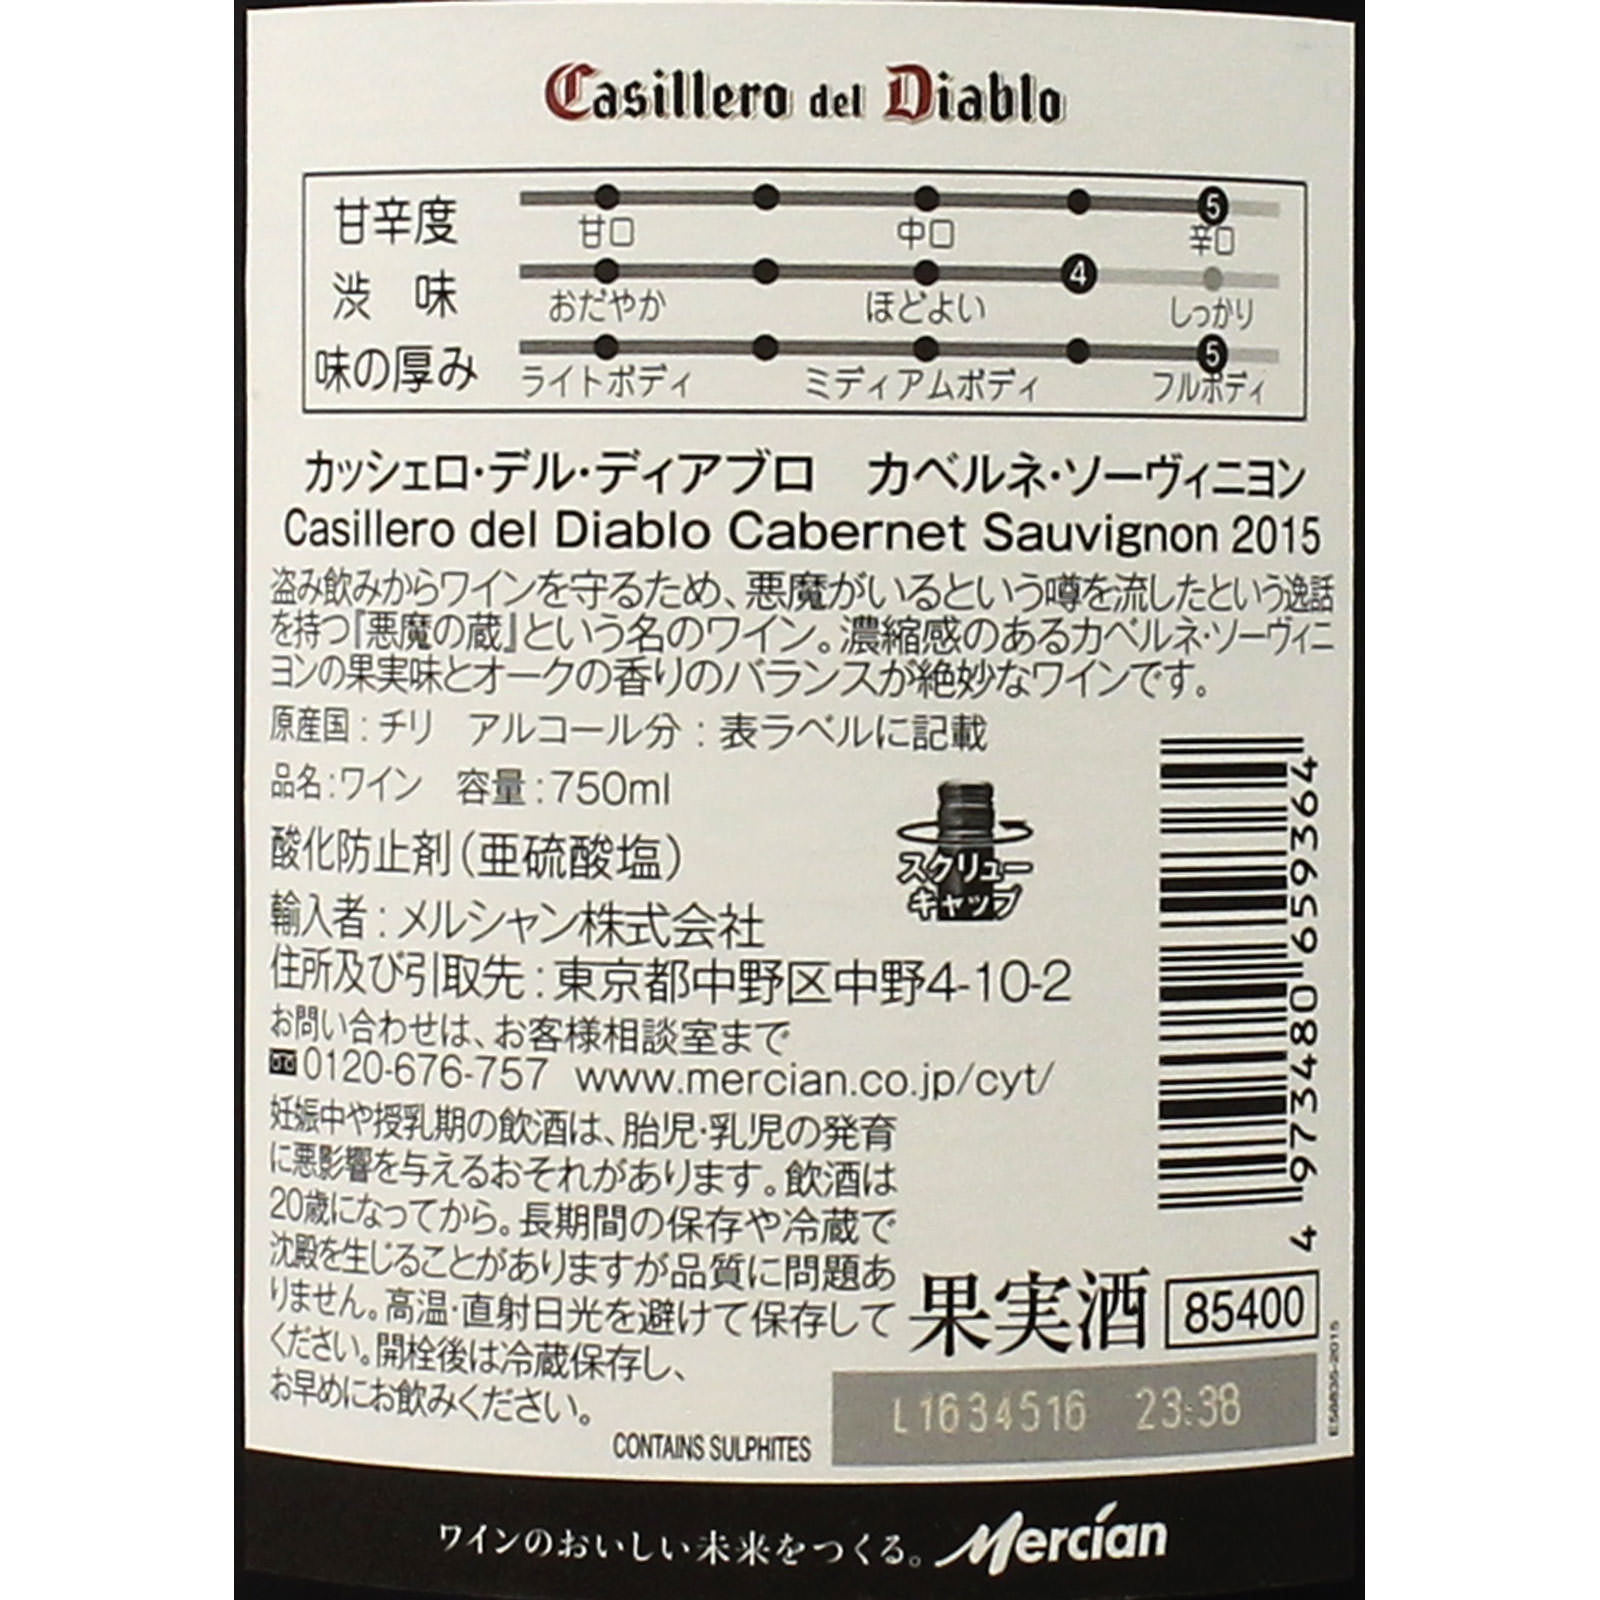 Casillero del Diablo
甘辛度 5
甘口 中口 辛口
渋 味 4
おだやか ほどよい しっかり
味の厚み 5
ライトボディ ミディアムボディ フルボディ
カッシェロ・デル・ディアブロ カベルネ・ソーヴィニヨン
Casillero del Diablo Cabernet Sauvignon 2015
盗み飲みからワインを守るため、悪魔がいるという噂を流したという逸話
を持つ『悪魔の蔵』という名のワイン。濃縮感のあるカベルネ・ソーヴィニ
ヨンの果実味とオークの香りのバランスが絶妙なワインです。
原産国:チリ アルコール分:表ラベルに記載
品名:ワイン 容量:750ml
酸化防止剤(亜硫酸塩)
スクリュー
キャップ
輸入者:メルシャン株式会社
住所及び引取先:東京都中野区中野4-10-2
お問い合わせは、お客様相談室まで
0120-676-757 www.mercian.co.jp/cyt/
妊娠中や授乳期の飲酒は、胎児・乳児の発育
に悪影響を与えるおそれがあります。飲酒は
20歳になってから。長期間の保存や冷蔵で
沈殿を生じることがありますが品質に問題あ
りません。高温・直射日光を避けて保存して
ください。開栓後は冷蔵保存し、
お早めにお飲みください。
CONTAINS SULPHITES
4 973480 659364
果実酒 85400
L1634516 23:38
ES6835-2015
ワインのおいしい未来をつくる。 Mercian